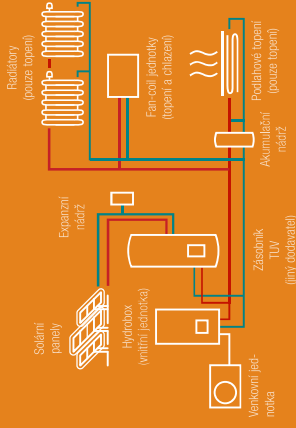 Radiátory
(pouze topení)
Fan-coil jednotky
(topení a chlazení)
Podlahové topení
(pouze topení)
Akumulační
nádrž
Expanzní
nádrž
Zásobník
TUV
(jiný dodavatel)
Solární
panely
Hydrobox
(vnitřní jednotka)
Venkovní jed-
notka